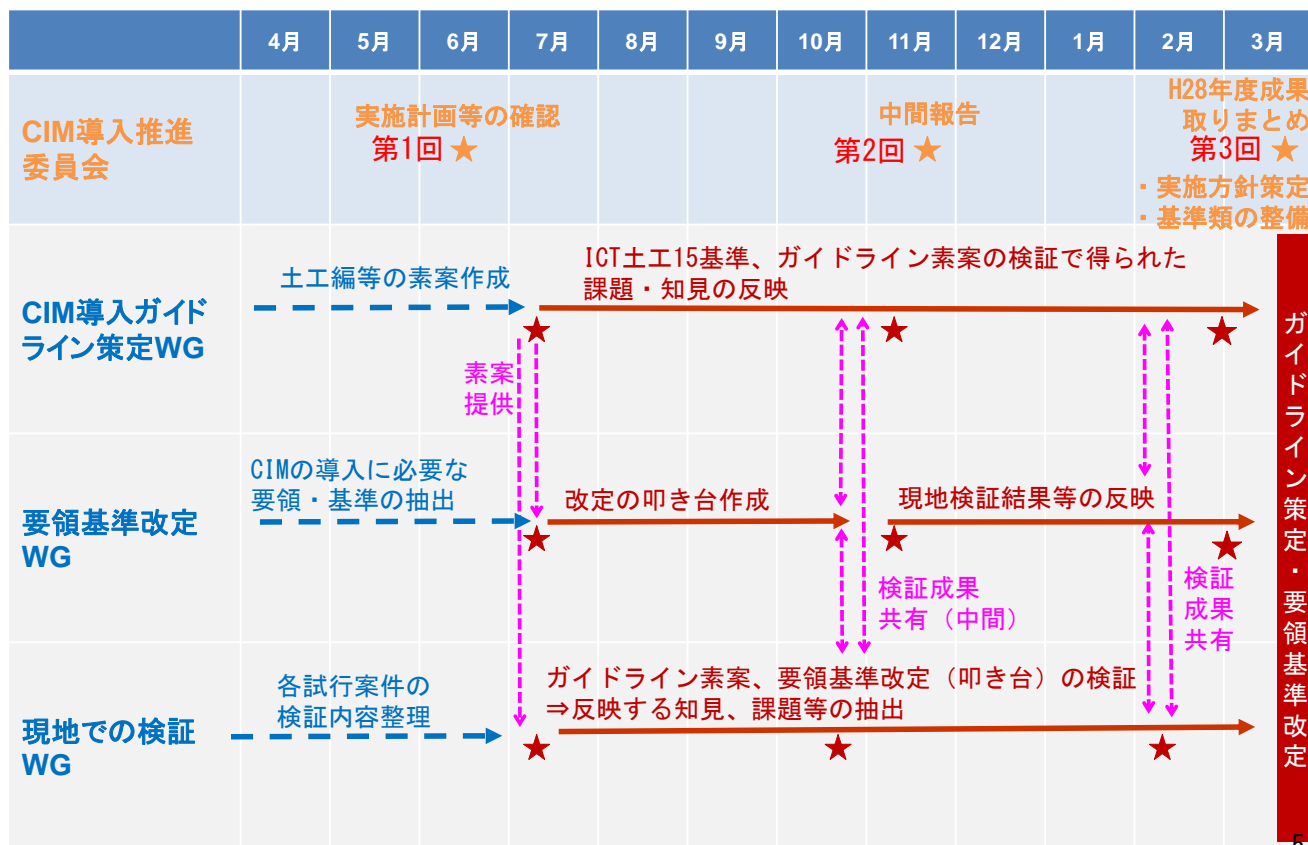 4月 5月 6月 7月 8月 9月 10月 11月 12月 1月 2月 3月
CIM導入推進
委員会
実施計画等の確認
第1回 ★
中間報告
第2回 ★
H28年度成果
取りまとめ
第3回 ★
・実施方針策定
・基準類の整備
CIM導入ガイド
ライン策定WG
土工編等の素案作成
ICT土工15基準、ガイドライン素案の検証で得られた
課題・知見の反映
素案
提供
要領基準改定
WG
CIMの導入に必要な
要領・基準の抽出
改定の叩き台作成
現地検証結果等の反映
検証成果
共有（中間）
検証
成果
共有
現地での検証
WG
各試行案件の
検証内容整理
ガイドライン素案、要領基準改定（叩き台）の検証
⇒反映する知見、課題等の抽出
ガイドライン策定・要領基準改定
5